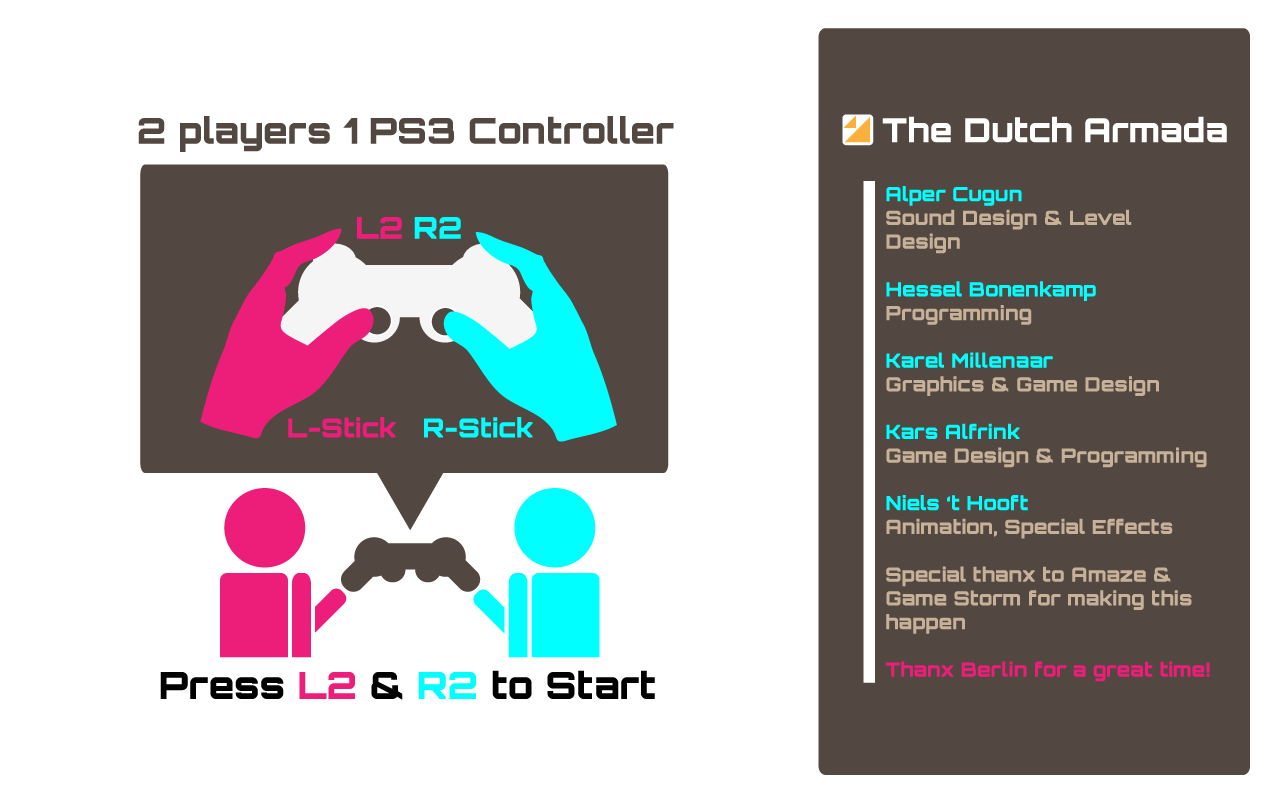 2 players 1 PS3 Controller
L2 R2
L-Stick R-Stick
Press L2 & R2 to Start
The Dutch Armada
Alper Cugun
Sound Design & Level
Design
Hessel Bonenkamp
Programming
Karel Millenaar
Graphics & Game Design
Kars Alfrink
Game Design & Programming
Niels ‘t Hooft
Animation, Special Effects
Special thanx to Amaze &
Game Storm for making this
happen
Thanx Berlin for a great time!